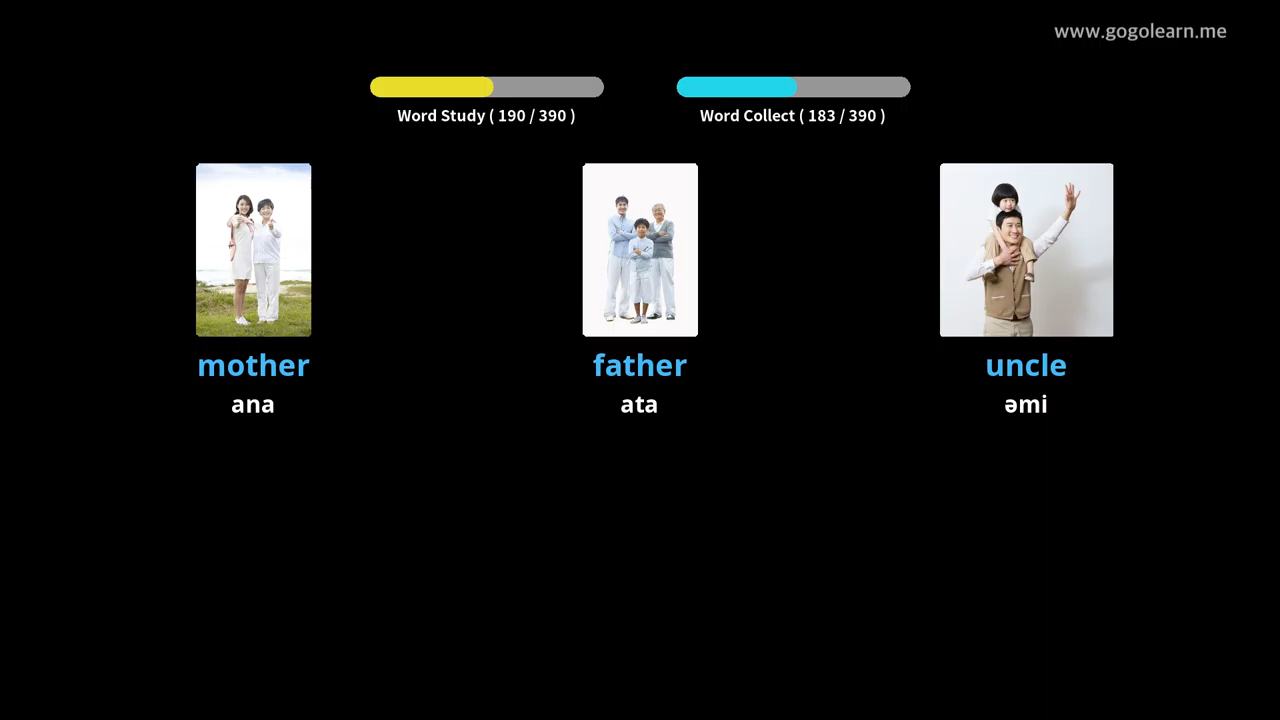 www.gogolearn.me
Word Study ( 190 / 390 )
Word Collect ( 183 / 390 )
mother
father
uncle
ana
ata
əmi